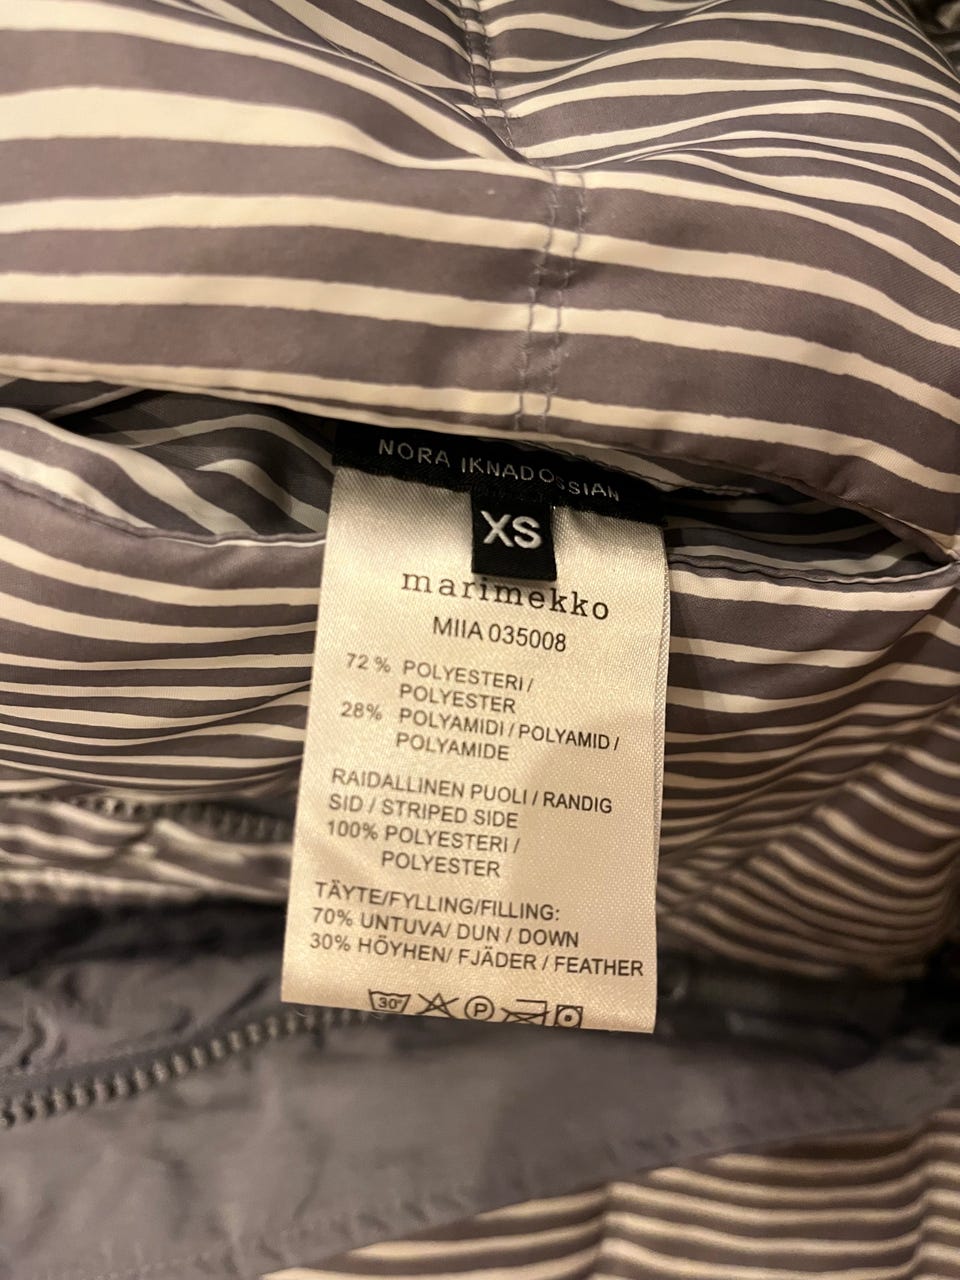 NORA IKNADOSSIAN
XS
marimekko
MIIA 035008
72% POLYESTERI /
POLYESTER
28% POLYAMIDI / POLYAMID /
POLYAMIDE
RAIDALLINEN PUOLI / RANDIG
SID / STRIPED SIDE
100% POLYESTERI /
POLYESTER
TÄYTE/FYLLING/FILLING:
70% UNTUVA/ DUN / DOWN
30% HÖYHEN/ FJÄDER / FEATHER
30° P